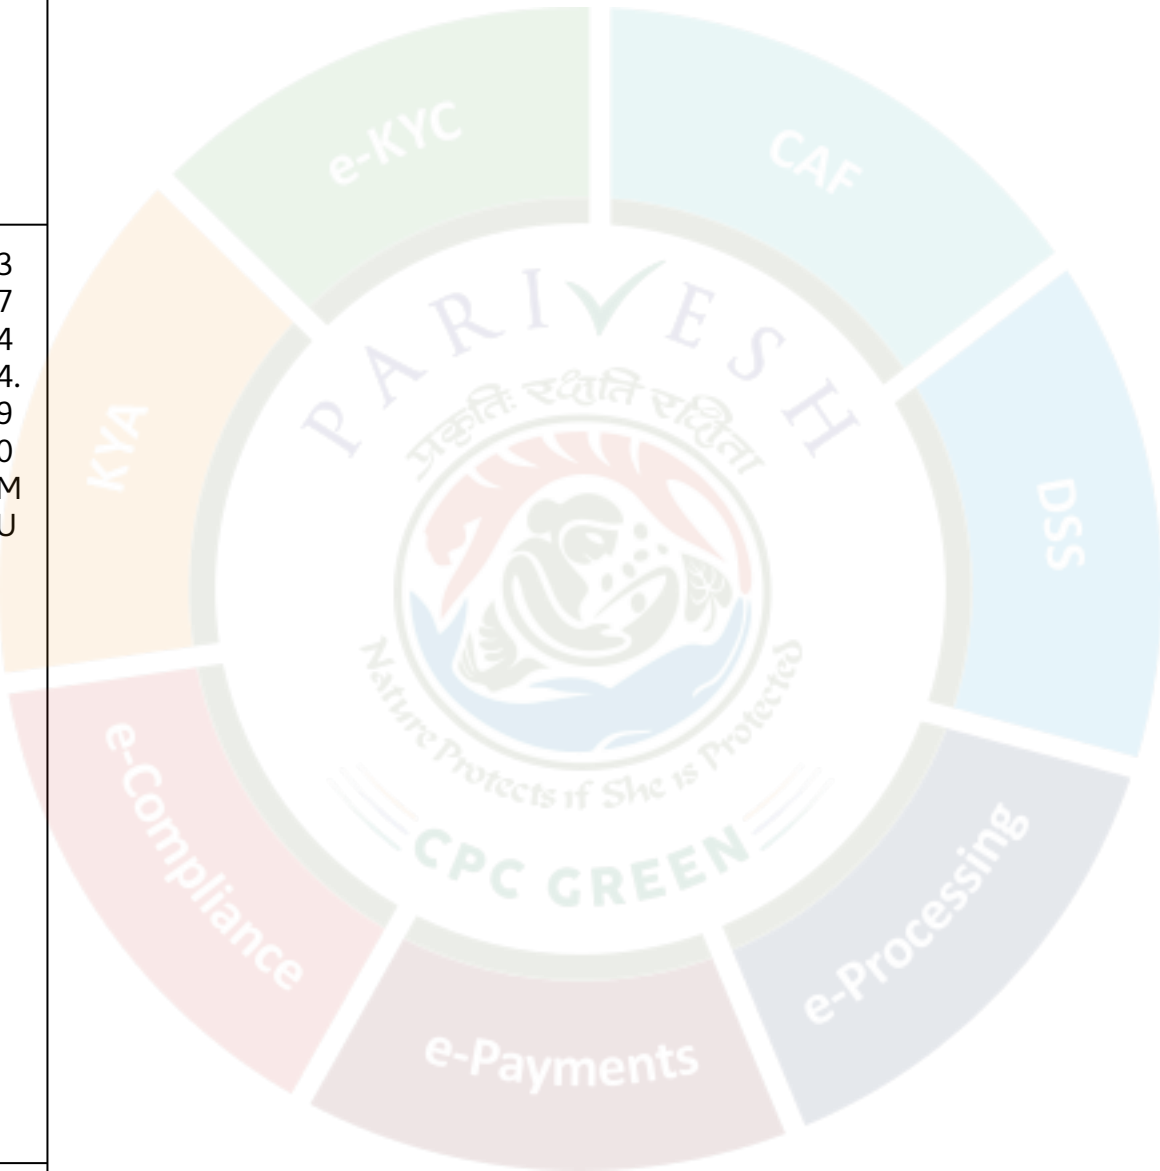 3
7
4
4.
9
0
M
U
e-KYC
CAF
KYA
DSS
PARIVESH
प्रकृतिः रक्षति रक्षिता
Nature Protects if She is Protected
CPC GREEN
e-Compliance
e-Processing
e-Payments